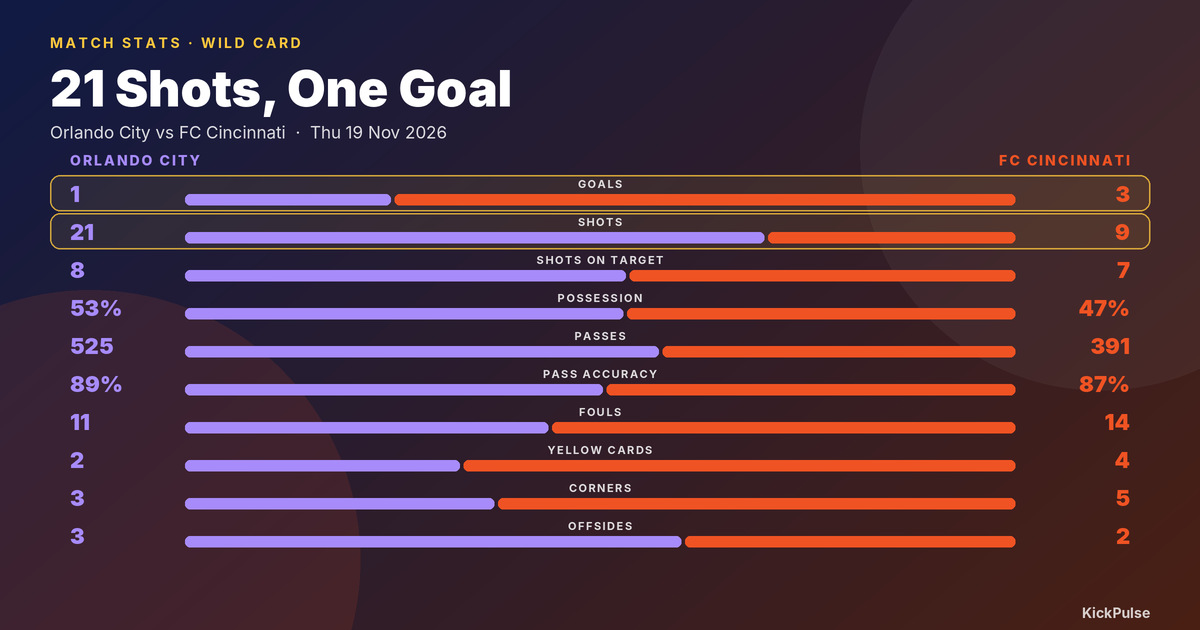 MATCH STATS · WILD CARD
21 Shots, One Goal
Orlando City vs FC Cincinnati · Thu 19 Nov 2026
ORLANDO CITY FC CINCINNATI
GOALS
1 3
SHOTS
21 9
SHOTS ON TARGET
8 7
POSSESSION
53% 47%
PASSES
525 391
PASS ACCURACY
89% 87%
FOULS
11 14
YELLOW CARDS
2 4
CORNERS
3 5
OFFSIDES
3 2
KickPulse